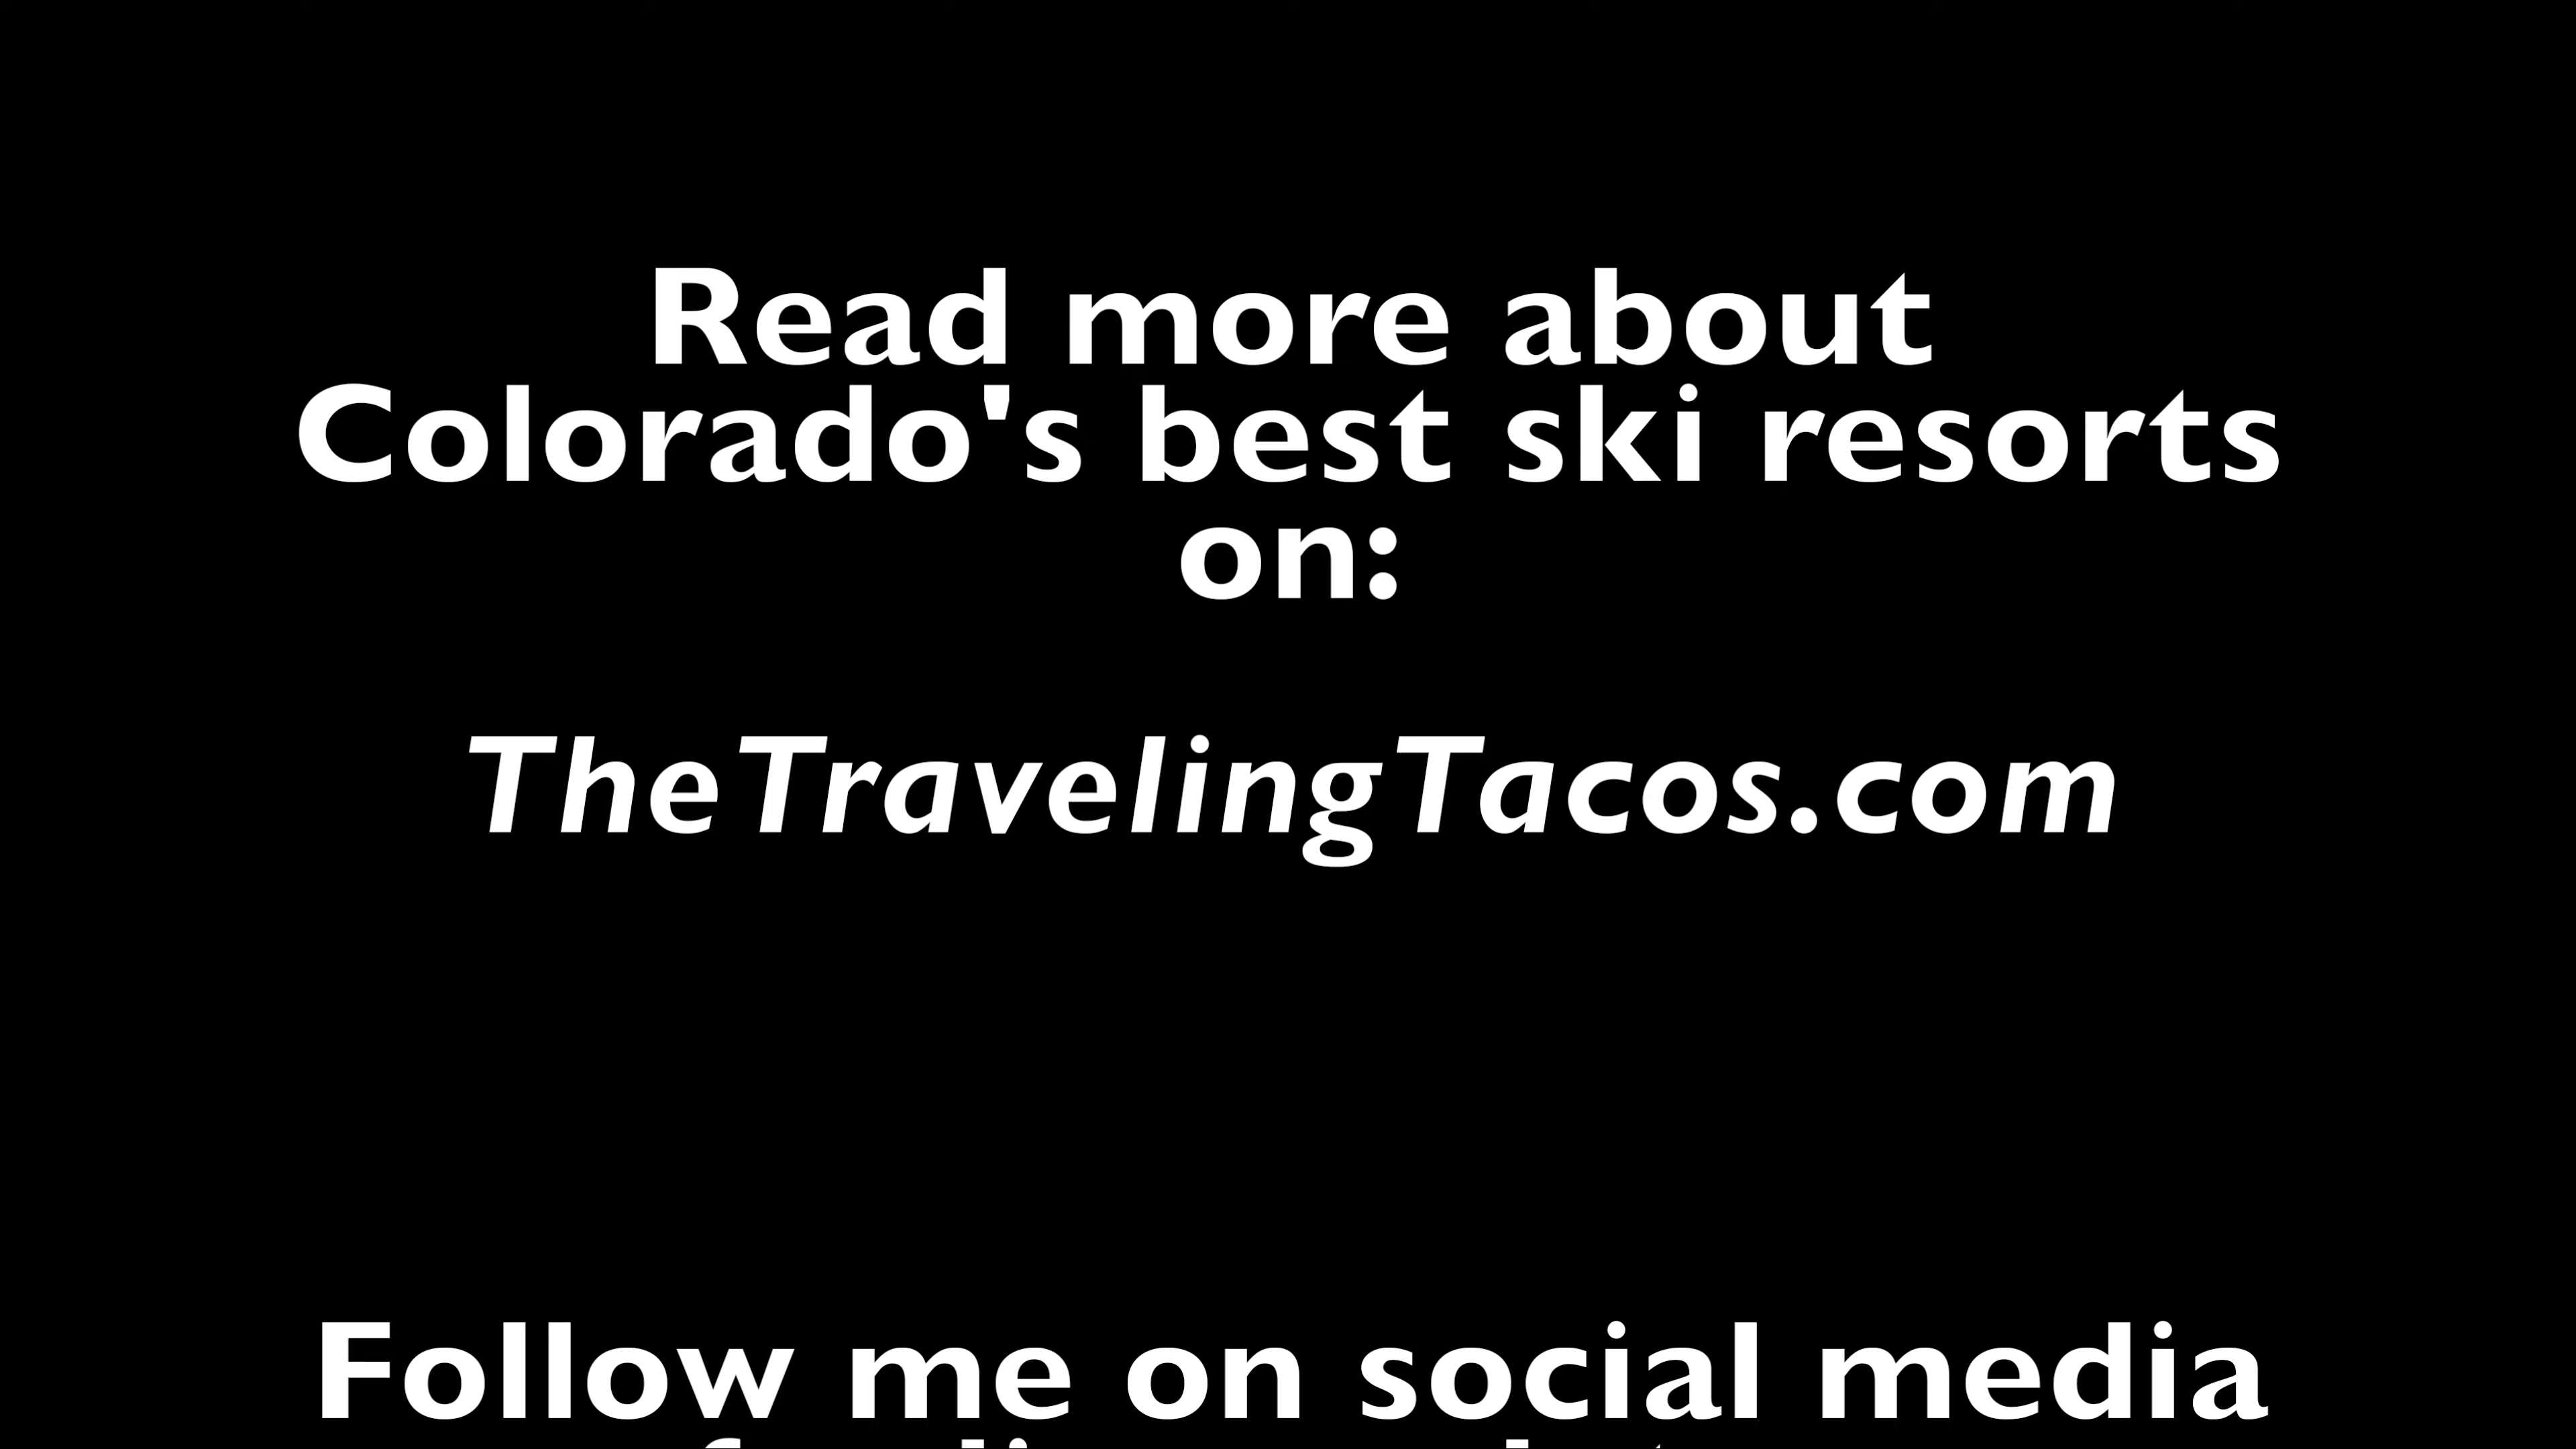 Read more about
Colorado's best ski resorts
on:
TheTravelingTacos.com
Follow me on social media